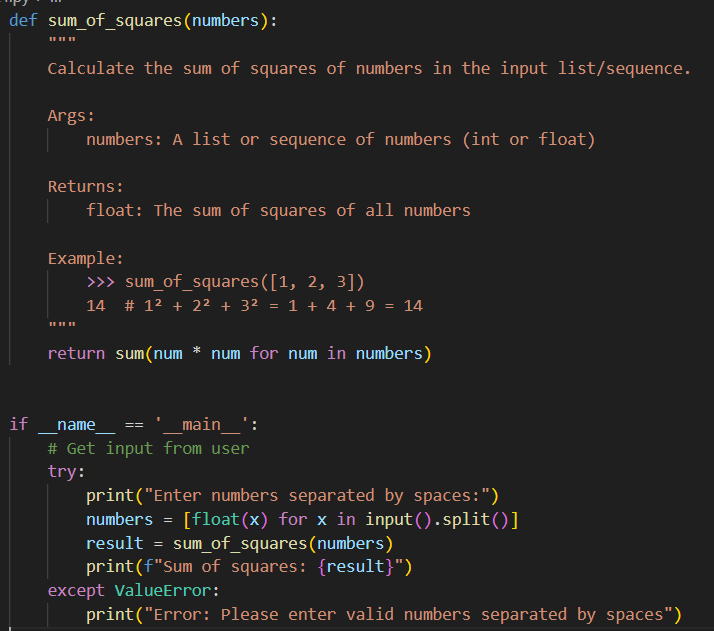 def sum_of_squares(numbers):
    """
    Calculate the sum of squares of numbers in the input list/sequence.

    Args:
        numbers: A list or sequence of numbers (int or float)

    Returns:
        float: The sum of squares of all numbers

    Example:
        >>> sum_of_squares([1, 2, 3])
        14  # 1² + 2² + 3² = 1 + 4 + 9 = 14
    """
    return sum(num * num for num in numbers)


if __name__ == '__main__':
    # Get input from user
    try:
        print("Enter numbers separated by spaces:")
        numbers = [float(x) for x in input().split()]
        result = sum_of_squares(numbers)
        print(f"Sum of squares: {result}")
    except ValueError:
        print("Error: Please enter valid numbers separated by spaces")